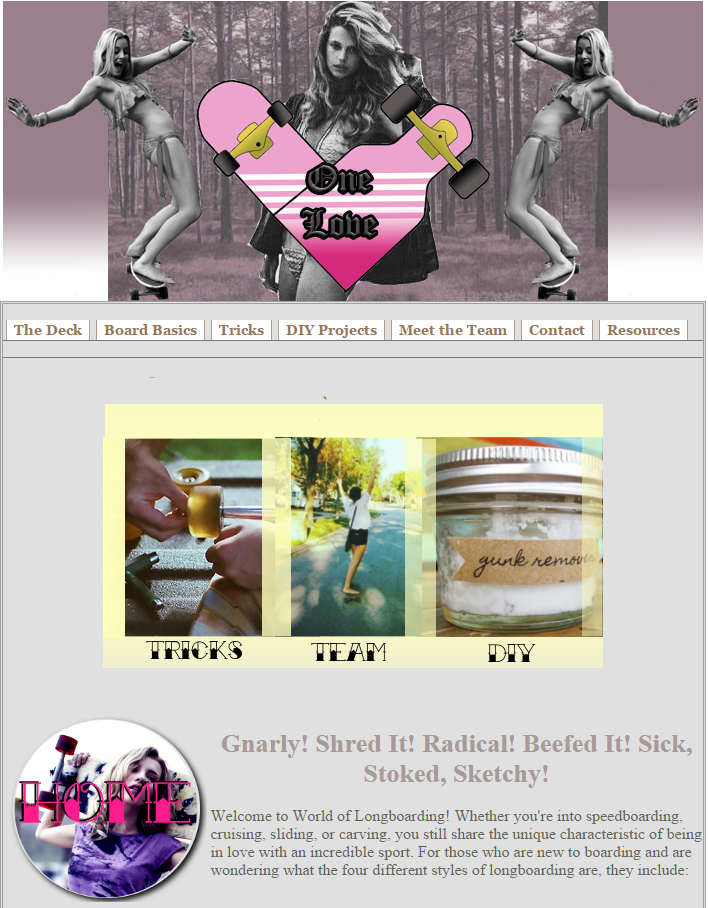 One
Love
The Deck Board Basics Tricks DIY Projects Meet the Team Contact Resources
gunk remover
TRICKS TEAM DIY
HOME
Gnarly! Shred It! Radical! Beefed It! Sick,
Stoked, Sketchy!
Welcome to World of Longboarding! Whether you're into speedboarding,
cruising, sliding, or carving, you still share the unique characteristic of being
in love with an incredible sport. For those who are new to boarding and are
wondering what the four different styles of longboarding are, they include: